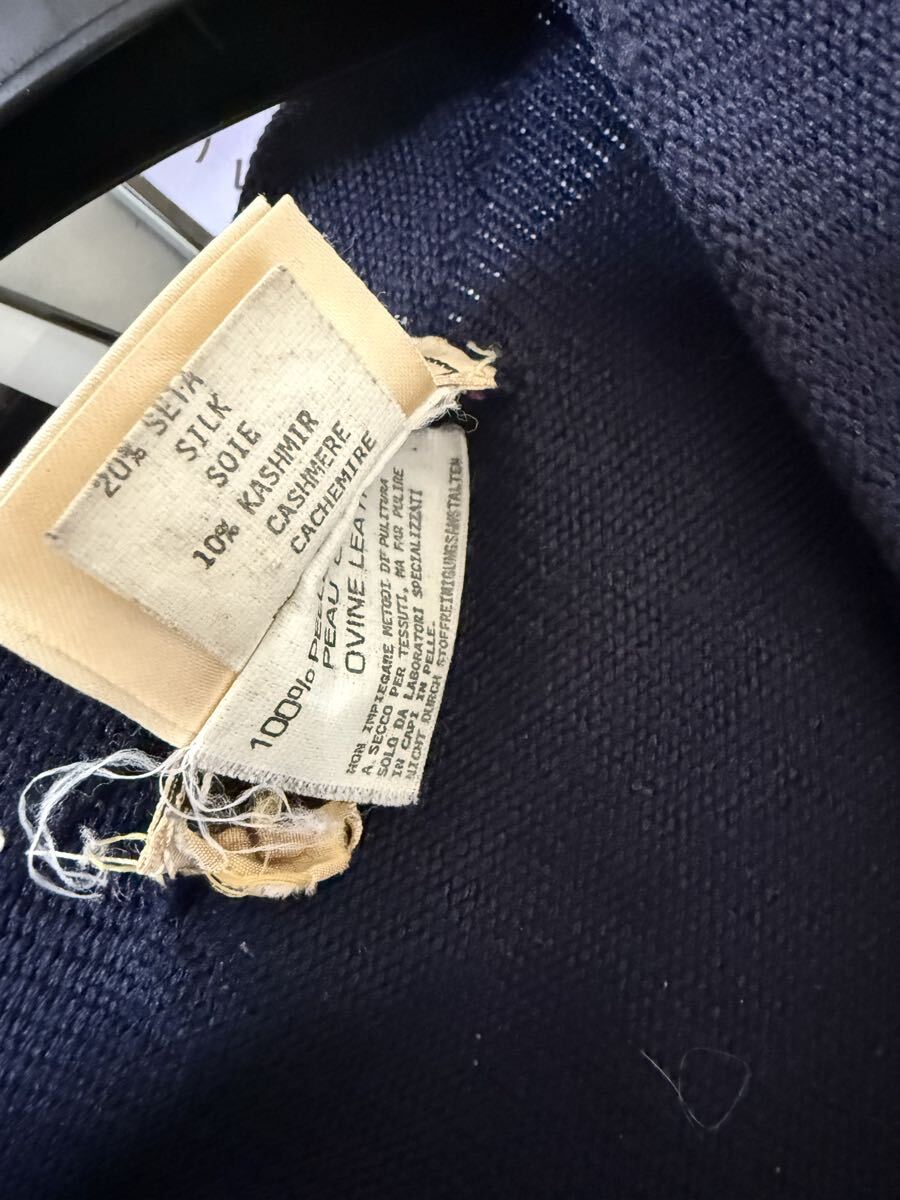 20% SETA
SILK
SOIE
10% KASHMIR
CASHMERE
CACHEMIRE
100%
PEAU
OVINE
NON IMPIEGARE METODI DI PULITURA
A SECCO PER TESSUTI, MA FAR PULIRE
SOLO DA LABORATORI SPECIALIZZATI
IN CAPI IN PELLE.
NICHT DURCH STOFFREINIGUNGSANSTALTEN